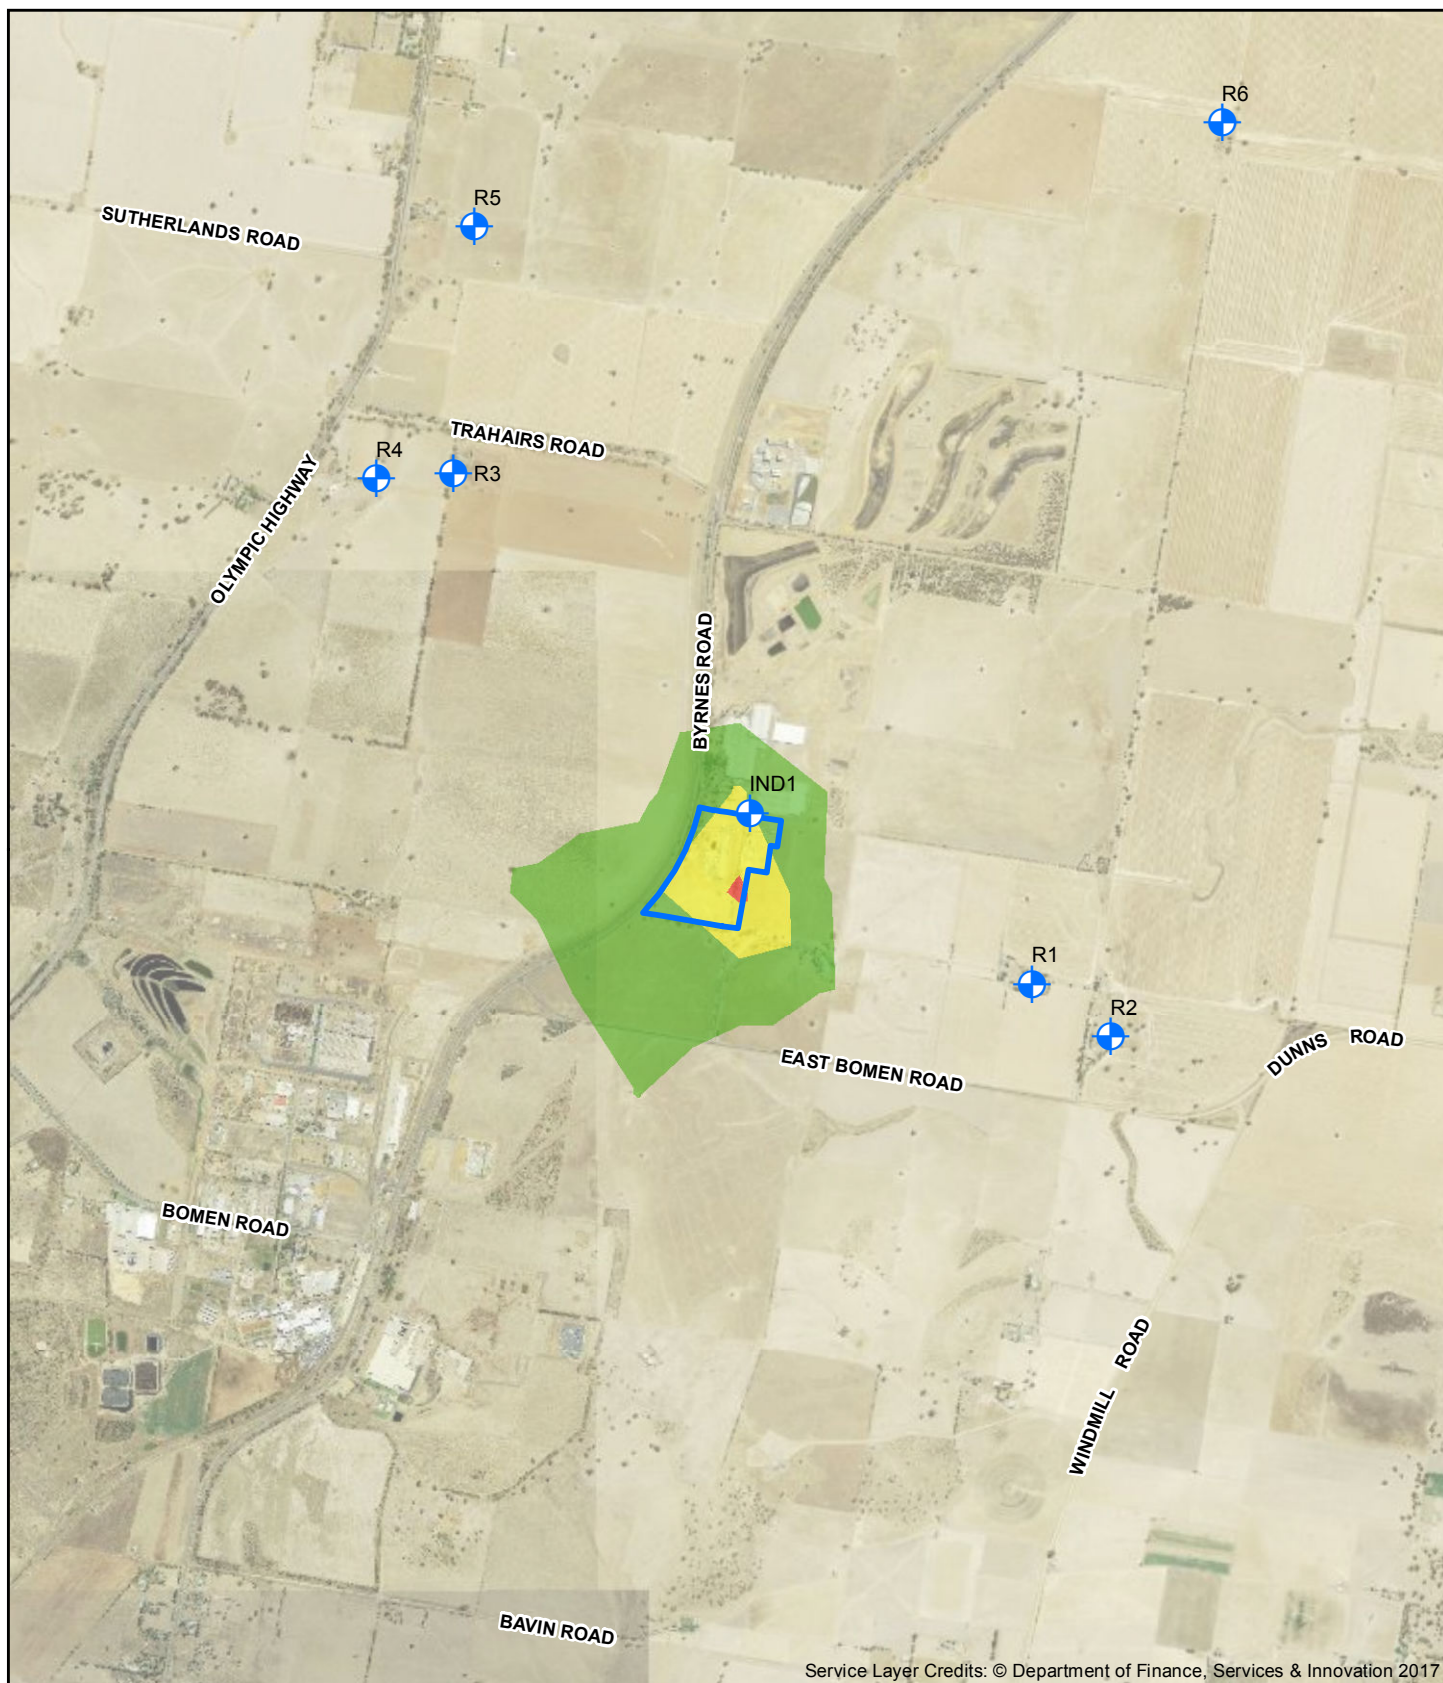 R6
R5
SUTHERLANDS ROAD
TRAHAIRS ROAD
R4
R3
OLYMPIC HIGHWAY
BYRNES ROAD
IND1
R1
R2
DUNNS ROAD
EAST BOMEN ROAD
BOMEN ROAD
WINDMILL ROAD
BAVIN ROAD
Service Layer Credits: © Department of Finance, Services & Innovation 2017